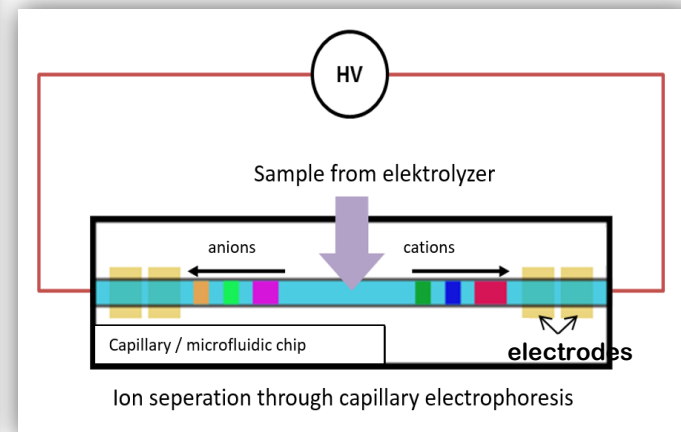 HV
Sample from elektrolyzer
anions
cations
Capillary / microfluidic chip
electrodes
Ion seperation through capillary electrophoresis